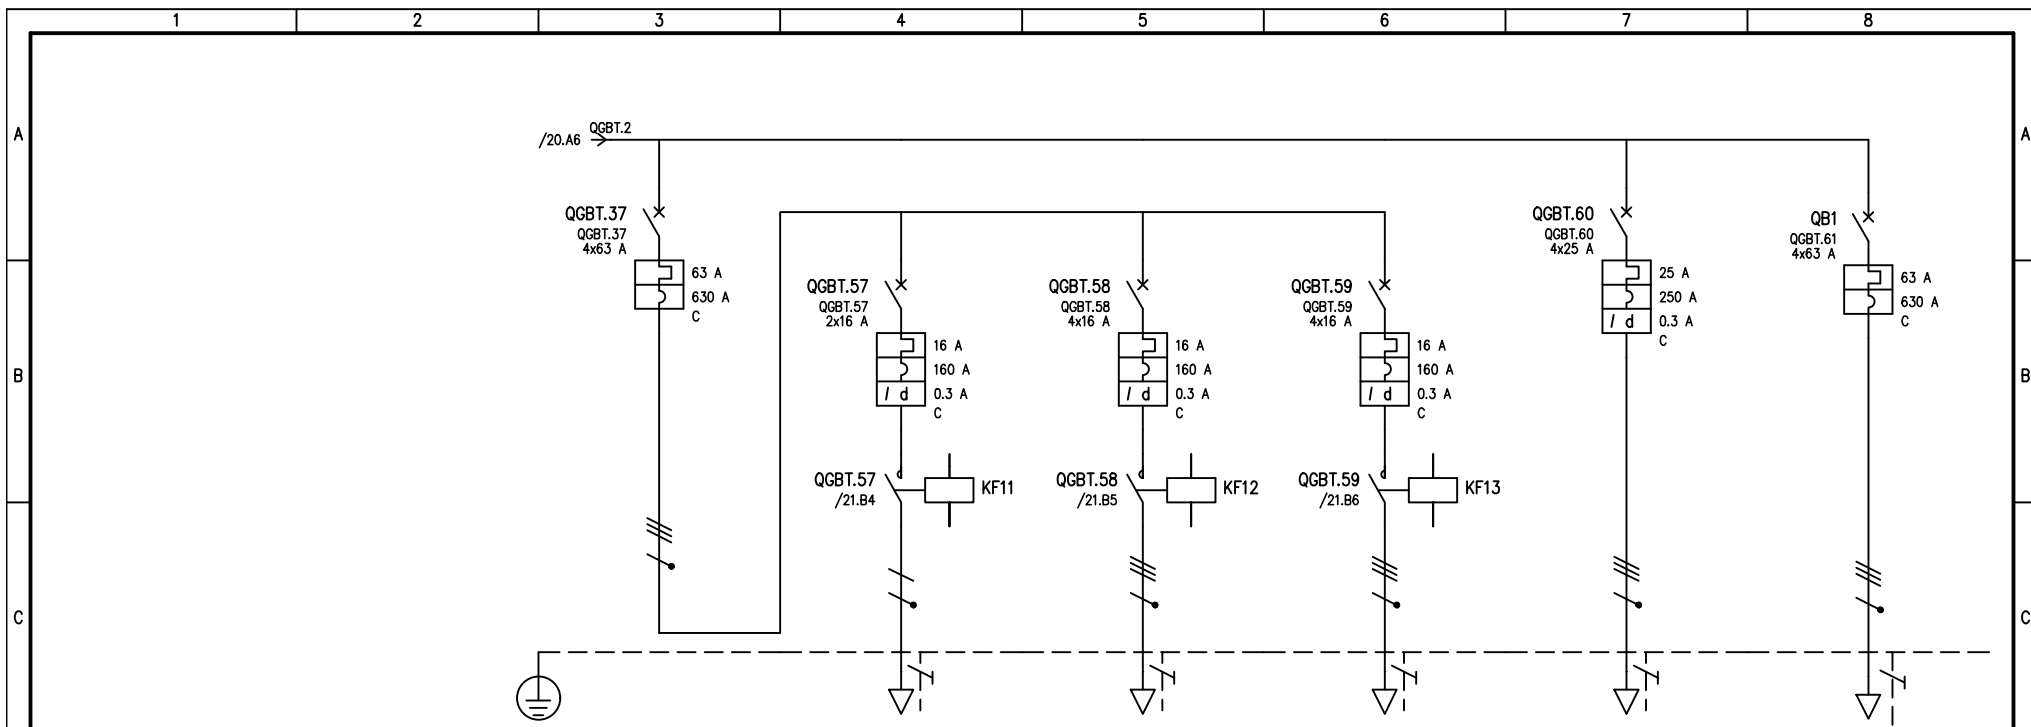 1 2 3 4 5 6 7 8
A A
/20.A6 QGBT.2
QGBT.37
QGBT.37
4x63 A
63 A
630 A
C
QGBT.57
QGBT.57
2x16 A
16 A
160 A
I d 0.3 A
C
QGBT.58
QGBT.58
4x16 A
16 A
160 A
I d 0.3 A
C
QGBT.59
QGBT.59
4x16 A
16 A
160 A
I d 0.3 A
C
QGBT.60
QGBT.60
4x25 A
25 A
250 A
I d 0.3 A
C
QB1
QGBT.61
4x63 A
63 A
630 A
C
B B
QGBT.57 KF11
/21.B4
QGBT.58 KF12
/21.B5
QGBT.59 KF13
/21.B6
C C